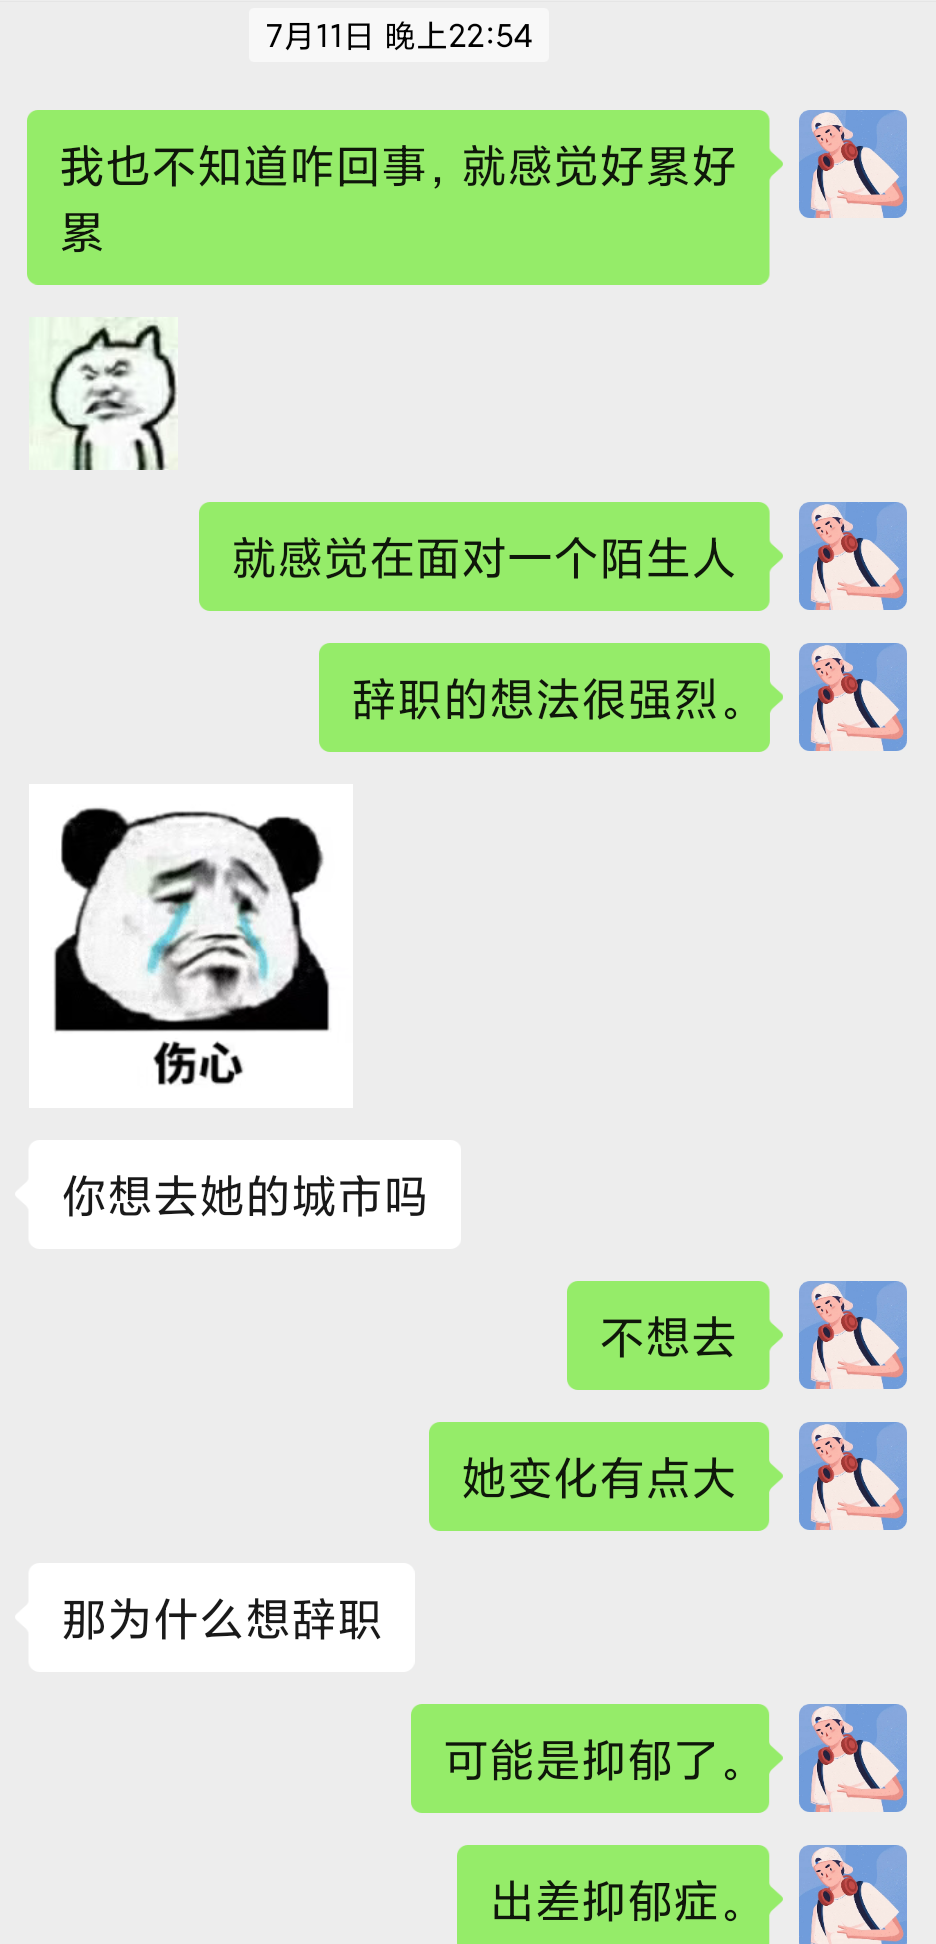 7月11日 晚上22:54
我也不知道咋回事，就感觉好累好
累
就感觉在面对一个陌生人
辞职的想法很强烈。
伤心
你想去她的城市吗
不想去
她变化有点大
那为什么想辞职
可能是抑郁了。
出差抑郁症。